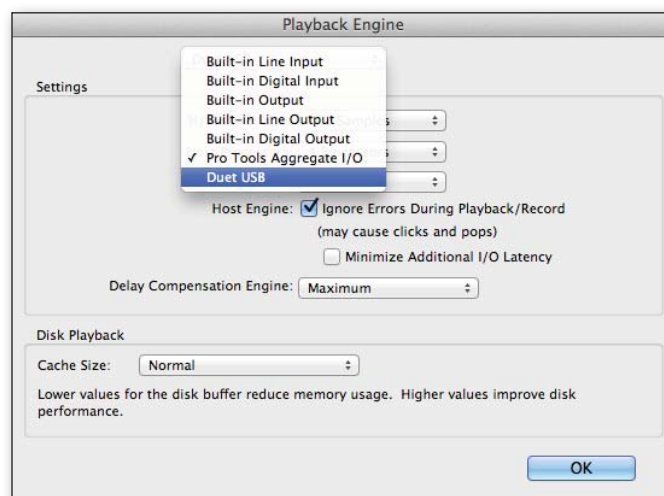 Playback Engine
Built-in Line Input
Built-in Digital Input
Built-in Output
Built-in Line Output
Built-in Digital Output
✓ Pro Tools Aggregate I/O
Duet USB
Settings
Host Engine: Ignore Errors During Playback/Record
(may cause clicks and pops)
Minimize Additional I/O Latency
Delay Compensation Engine: Maximum
Disk Playback
Cache Size: Normal
Lower values for the disk buffer reduce memory usage. Higher values improve disk
performance.
OK